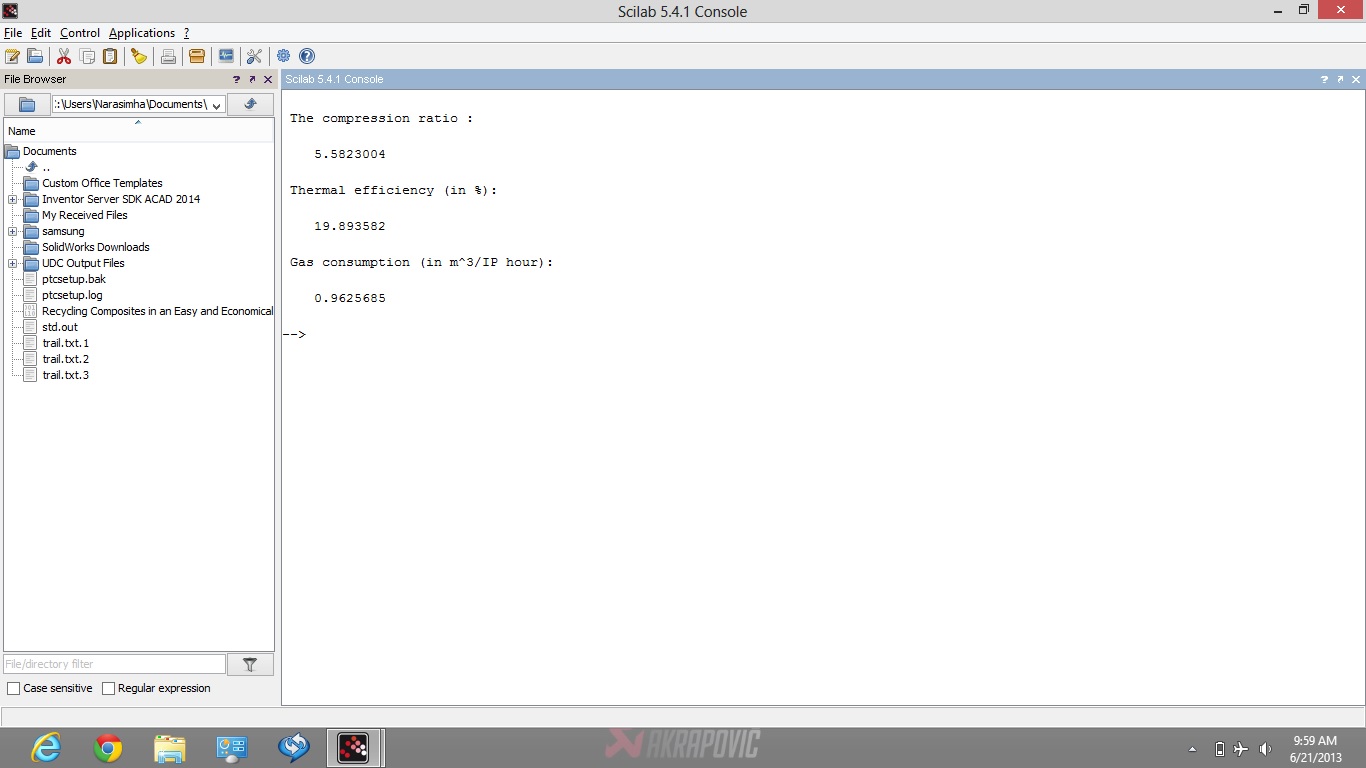 Scilab 5.4.1 Console
File Edit Control Applications ?
File Browser
? 
Scilab 5.4.1 Console
?
:\Users\Narasimha\Documents\
Name
Documents
..
Custom Office Templates
Inventor Server SDK ACAD 2014
My Received Files
samsung
SolidWorks Downloads
UDC Output Files
ptcsetup.bak
ptcsetup.log
Recycling Composites in an Easy and Economical
std.out
trail.txt.1
trail.txt.2
trail.txt.3
File/directory filter
Case sensitive
Regular expression
The compression ratio :
5.5823004
Thermal efficiency (in %):
19.893582
Gas consumption (in m^3/IP hour):
0.9625685
-->
AKRAPOVIC
9:59 AM
6/21/2013